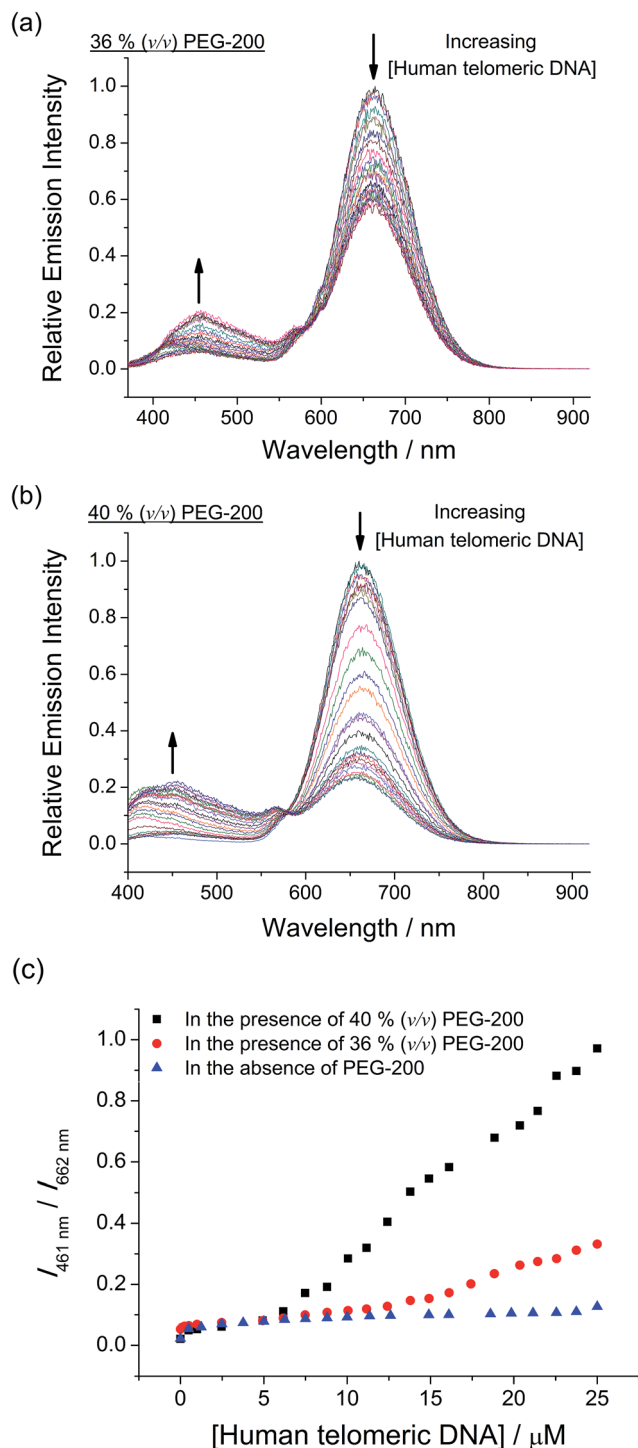 (a)
36 % (v/v) PEG-200
Increasing
[Human telomeric DNA]
1.0
0.8
0.6
0.4
0.2
0.0
Relative Emission Intensity
400 500 600 700 800 900
Wavelength / nm
(b)
40 % (v/v) PEG-200
Increasing
[Human telomeric DNA]
1.0
0.8
0.6
0.4
0.2
0.0
Relative Emission Intensity
400 500 600 700 800 900
Wavelength / nm
(c)
In the presence of 40 % (v/v) PEG-200
In the presence of 36 % (v/v) PEG-200
In the absence of PEG-200
1.0
0.8
0.6
0.4
0.2
0.0
I461 nm / I662 nm
0 5 10 15 20 25
[Human telomeric DNA] / μM